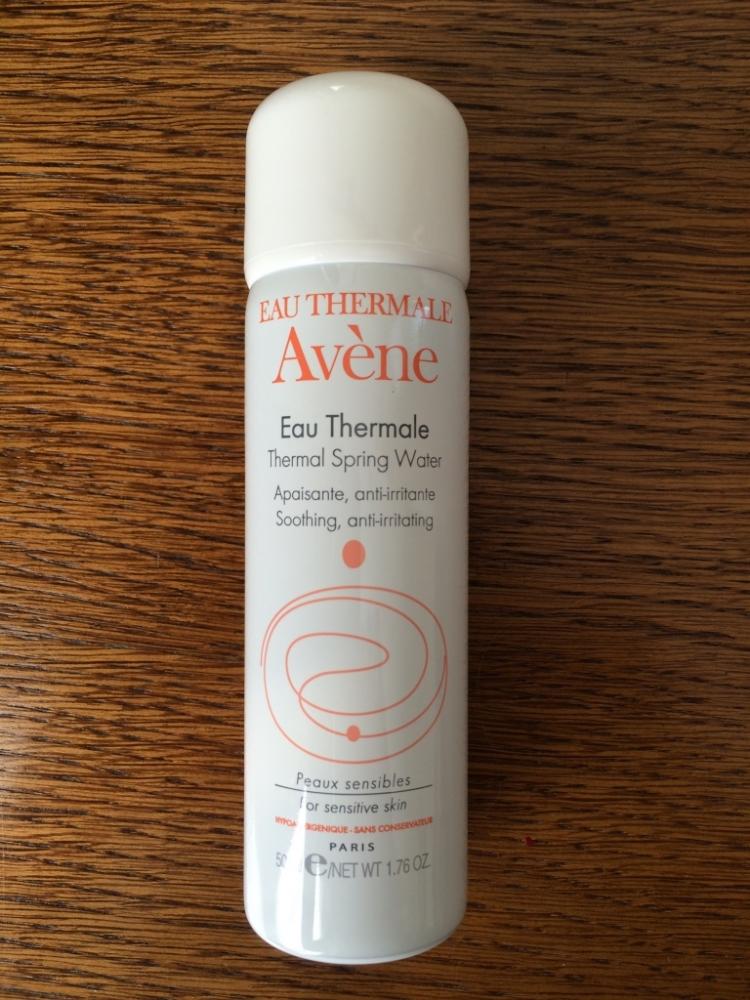 EAU THERMALE
Avène
Eau Thermale
Thermal Spring Water
Apaisante, anti-irritante
Soothing, anti-irritating
Peaux sensibles
for sensitive skin
SANS CONSERVATEUR
PARIS
e/NET WT 1.76 OZ.